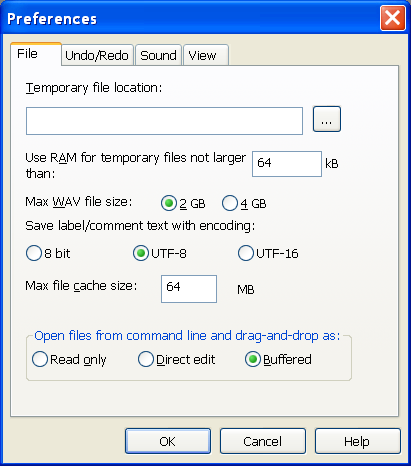 Preferences
File Undo/Redo Sound View
Temporary file location:
...
Use RAM for temporary files not larger
than:
64 kB
Max WAV file size: 2 GB 4 GB
Save label/comment text with encoding:
8 bit UTF-8 UTF-16
Max file cache size: 64 MB
Open files from command line and drag-and-drop as:
Read only Direct edit Buffered
OK Cancel Help